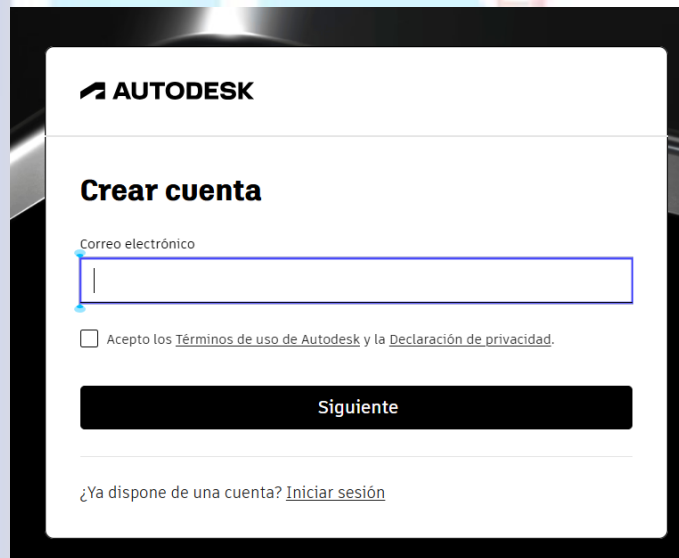 AUTODESK
Crear cuenta
Correo electrónico
Acepto los Términos de uso de Autodesk y la Declaración de privacidad.
Siguiente
¿Ya dispone de una cuenta? Iniciar sesión